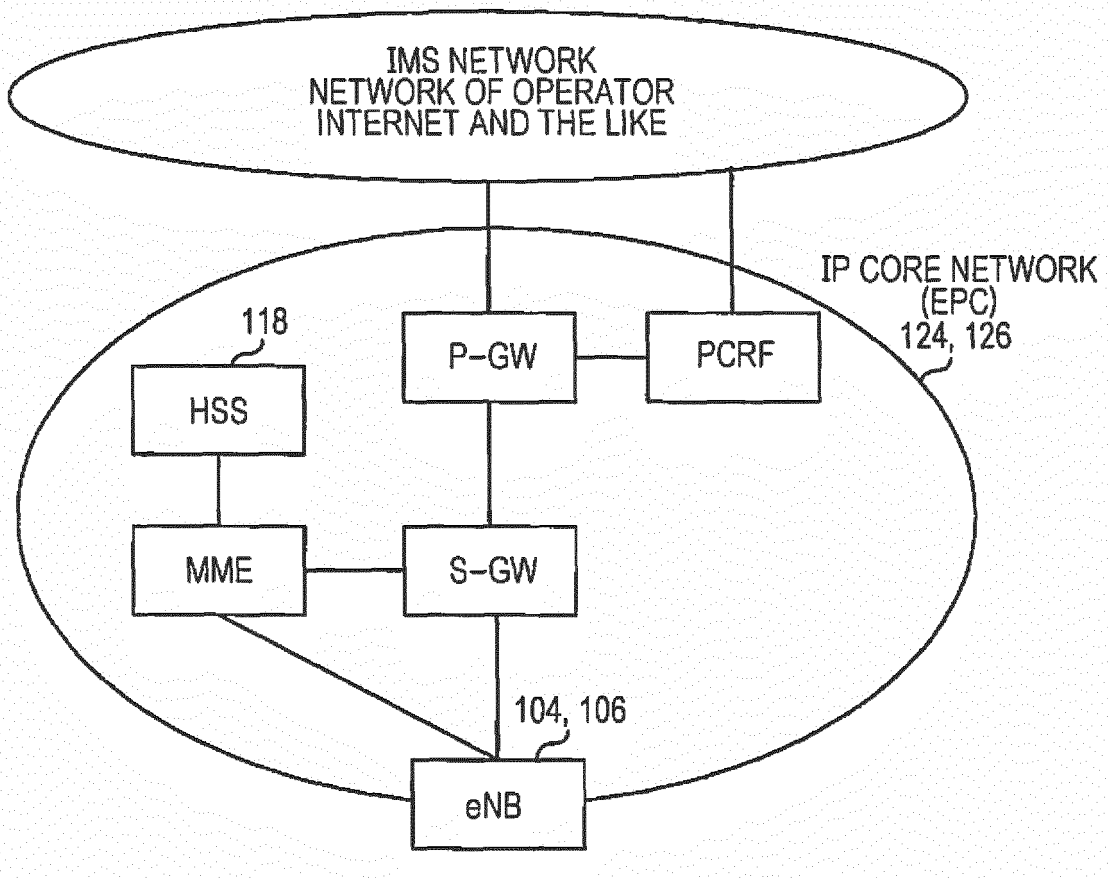 IMS NETWORK
NETWORK OF OPERATOR
INTERNET AND THE LIKE
IP CORE NETWORK
(EPC)
124, 126
118
P-GW
PCRF
HSS
MME
S-GW
104, 106
eNB